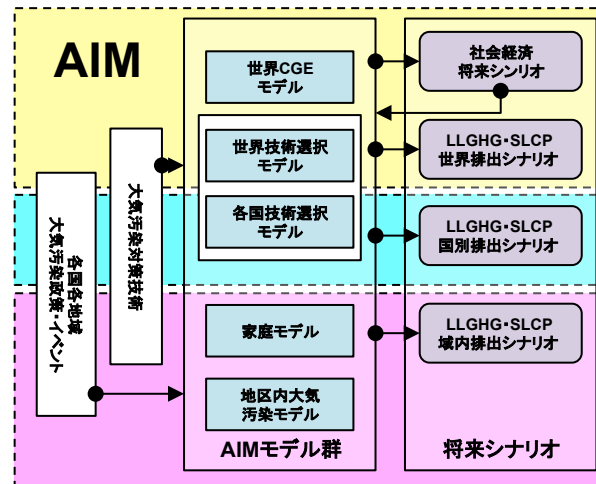 AIM
世界CGE
モデル
世界技術選択
モデル
各国技術選択
モデル
家庭モデル
地区内大気
汚染モデル
AIMモデル群
大気汚染対策技術
各国各地域
大気汚染政策・イベント
社会経済
将来シンリオ
LLGHG・SLCP
世界排出シナリオ
LLGHG・SLCP
国別排出シナリオ
LLGHG・SLCP
域内排出シナリオ
将来シナリオ